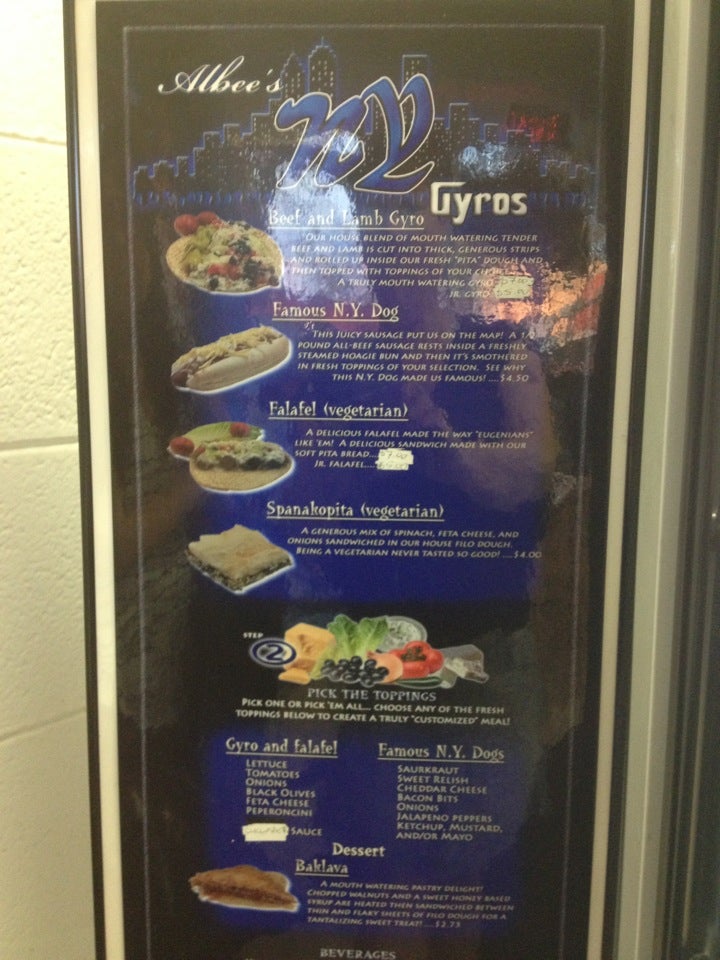 Albee's
NY
Gyros
Beef and Lamb Gyro
OUR HOUSE BLEND OF MOUTH WATERING TENDER
BEEF AND LAMB IS CUT INTO THICK, GENEROUS STRIPS
AND ROLLED UP INSIDE OUR FRESH "PITA" DOUGH AND
THEN TOPPED WITH TOPPINGS OF YOUR
A TRULY MOUTH WATERING GYRO
JR. GYRO
Famous N.Y. Dog
THIS JUICY SAUSAGE PUT US ON THE MAP! A 1/2
POUND ALL-BEEF SAUSAGE RESTS INSIDE A FRESHLY
STEAMED HOAGIE BUN AND THEN IT'S SMOTHERED
IN FRESH TOPPINGS OF YOUR SELECTION. SEE WHY
THIS N.Y. DOG MADE US FAMOUS! ....$4.50
Falafel (vegetarian)
A DELICIOUS FALAFEL MADE THE WAY "EUGENIANS"
LIKE 'EM! A DELICIOUS SANDWICH MADE WITH OUR
SOFT PITA BREAD....
JR. FALAFEL....
Spanakopita (vegetarian)
A GENEROUS MIX OF SPINACH, FETA CHEESE, AND
ONIONS SANDWICHED IN OUR HOUSE FILO DOUGH.
BEING A VEGETARIAN NEVER TASTED SO GOOD! ....$4.00
STEP
#2
PICK THE TOPPINGS
PICK ONE OR PICK 'EM ALL... CHOOSE ANY OF THE FRESH
TOPPINGS BELOW TO CREATE A TRULY "CUSTOMIZED" MEAL!
Gyro and falafel
LETTUCE
TOMATOES
ONIONS
BLACK OLIVES
FETA CHEESE
PEPERONCINI
SAUCE
Famous N.Y. Dogs
SAURKRAUT
SWEET RELISH
CHEDDAR CHEESE
BACON BITS
ONIONS
JALAPENO PEPPERS
KETCHUP, MUSTARD,
AND/OR MAYO
Dessert
Baklava
A MOUTH WATERING PASTRY DELIGHT!
CHOPPED WALNUTS AND A SWEET HONEY BASED
SYRUP ARE HEATED THEN SANDWICHED BETWEEN
THIN AND FLAKY SHEETS OF FILO DOUGH FOR A
TANTALIZING SWEET TREAT!....$2.75
BEVERAGES